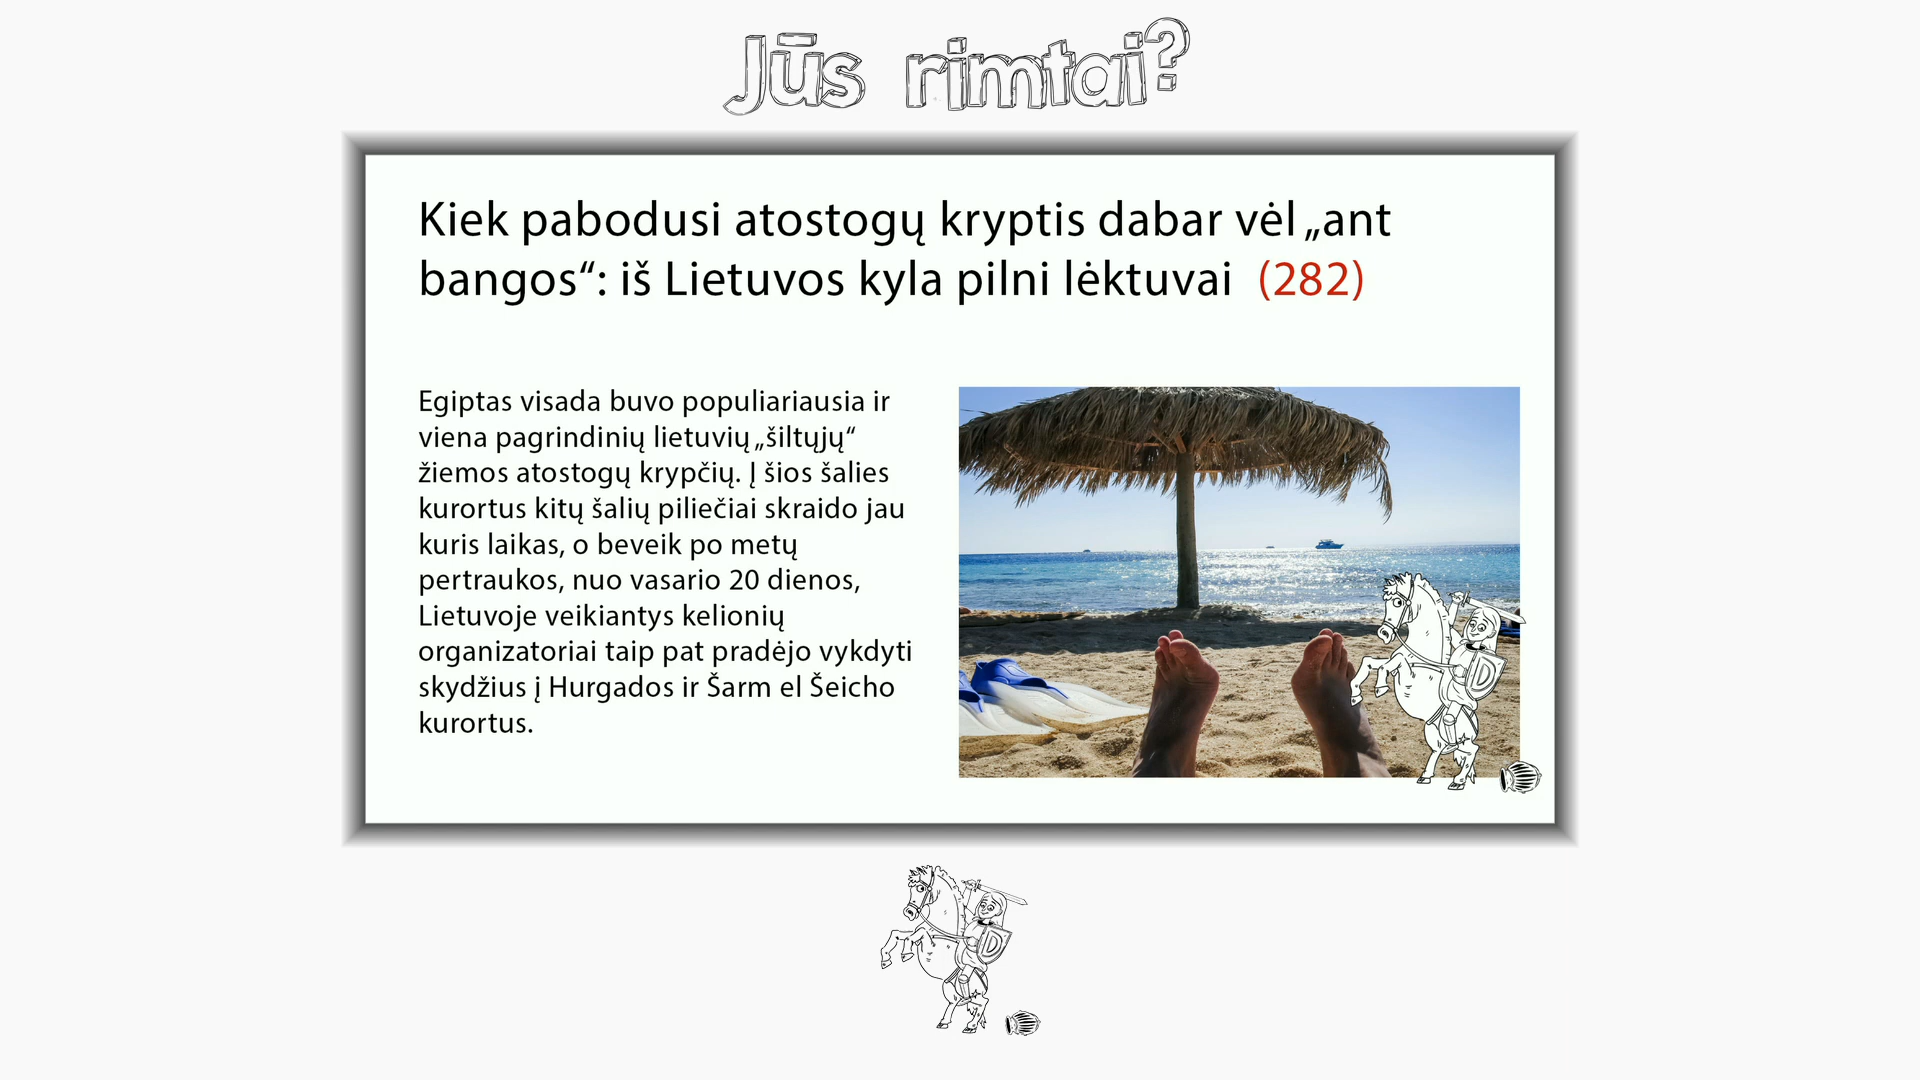 Jūs rimtai?
Kiek pabodusi atostogų kryptis dabar vėl „ant
bangos“: iš Lietuvos kyla pilni lėktuvai (282)
Egiptas visada buvo populiariausia ir
viena pagrindinių lietuvių „šiltųjų“
žiemos atostogų krypčių. Į šios šalies
kurortus kitų šalių piliečiai skraido jau
kuris laikas, o beveik po metų
pertraukos, nuo vasario 20 dienos,
Lietuvoje veikiantys kelionių
organizatoriai taip pat pradėjo vykdyti
skydžius į Hurgados ir Šarm el Šeicho
kurortus.
D
D